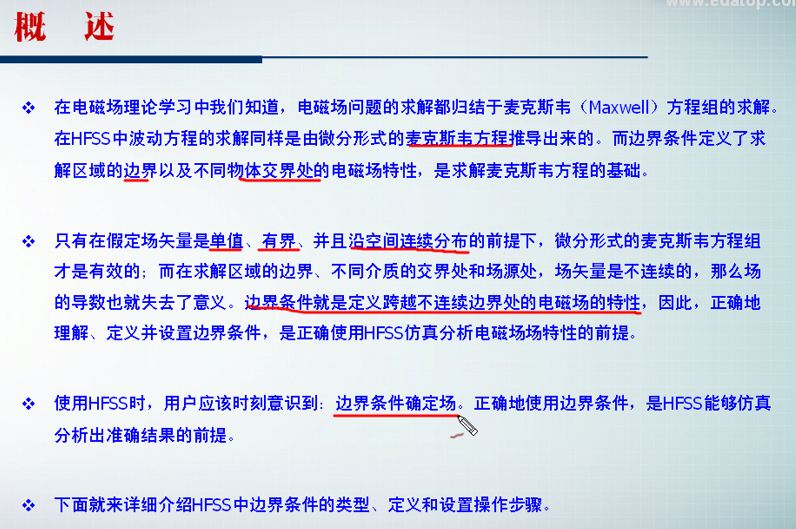 www.edatop.com
概 述
❖ 在电磁场理论学习中我们知道，电磁场问题的求解都归结于麦克斯韦（Maxwell）方程组的求解。
在HFSS中波动方程的求解同样是由微分形式的麦克斯韦方程推导出来的。而边界条件定义了求
解区域的边界以及不同物体交界处的电磁场特性，是求解麦克斯韦方程的基础。
❖ 只有在假定场矢量是单值、有界、并且沿空间连续分布的前提下，微分形式的麦克斯韦方程组
才是有效的；而在求解区域的边界、不同介质的交界处和场源处，场矢量是不连续的，那么场
的导数也就失去了意义。边界条件就是定义跨越不连续边界处的电磁场的特性，因此，正确地
理解、定义并设置边界条件，是正确使用HFSS仿真分析电磁场场特性的前提。
❖ 使用HFSS时，用户应该时刻意识到：边界条件确定场。正确地使用边界条件，是HFSS能够仿真
分析出准确结果的前提。
❖ 下面就来详细介绍HFSS中边界条件的类型、定义和设置操作步骤。